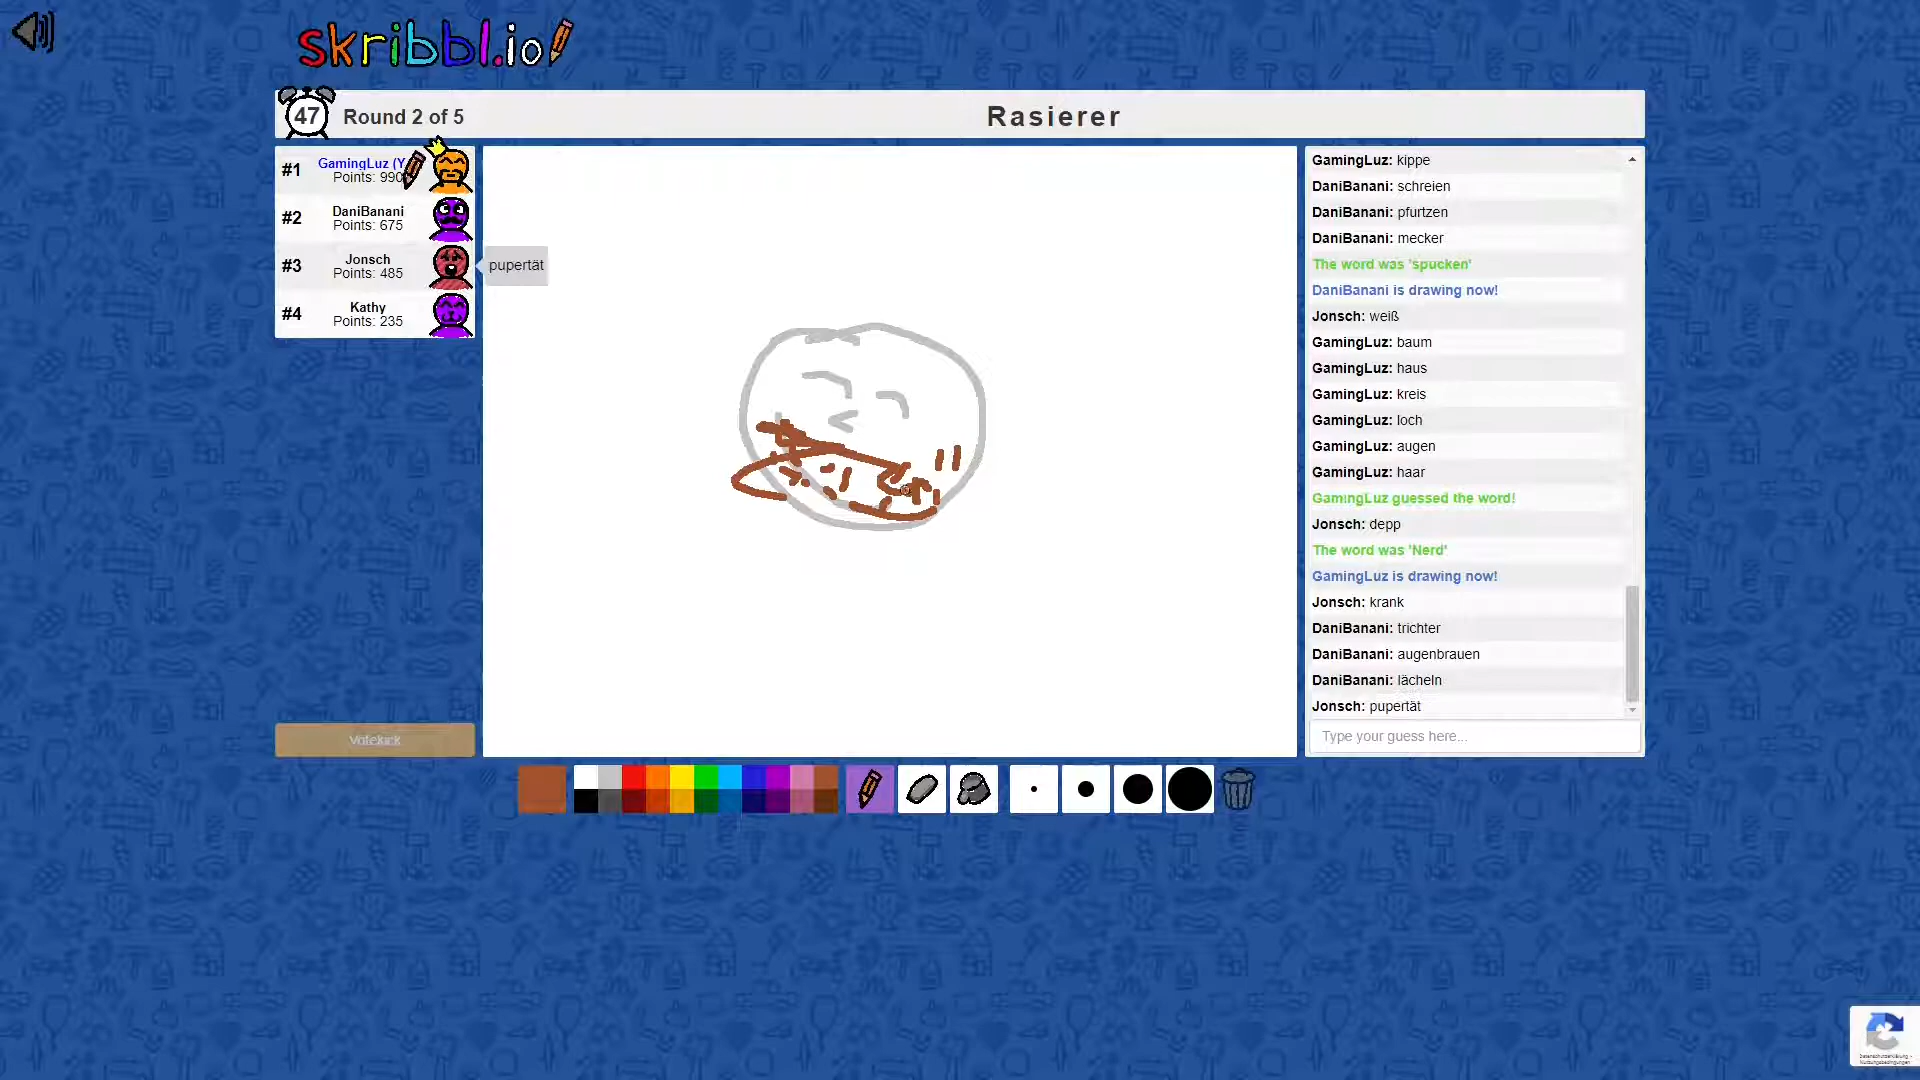 skribbl.io
47
Round 2 of 5
Rasierer
#1
GamingLuz (Y
Points: 990
#2
DaniBanani
Points: 675
#3
Jonsch
Points: 485
pupertät
#4
Kathy
Points: 235
Votekick
GamingLuz: kippe
DaniBanani: schreien
DaniBanani: pfurtzen
DaniBanani: mecker
The word was 'spucken'
DaniBanani is drawing now!
Jonsch: weiß
GamingLuz: baum
GamingLuz: haus
GamingLuz: kreis
GamingLuz: loch
GamingLuz: augen
GamingLuz: haar
GamingLuz guessed the word!
Jonsch: depp
The word was 'Nerd'
GamingLuz is drawing now!
Jonsch: krank
DaniBanani: trichter
DaniBanani: augenbrauen
DaniBanani: lächeln
Jonsch: pupertät
Type your guess here...